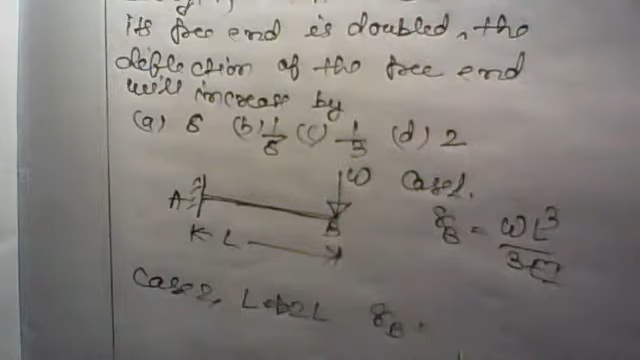 its free end is doubled, the
deflection of the free end
will increase by
(a) 8 (b) 1/8 (c) 1/3 (d) 2
A
W
B
L
Case 1.
δB = WL³/3EI
Case 2, L → 2L δB .